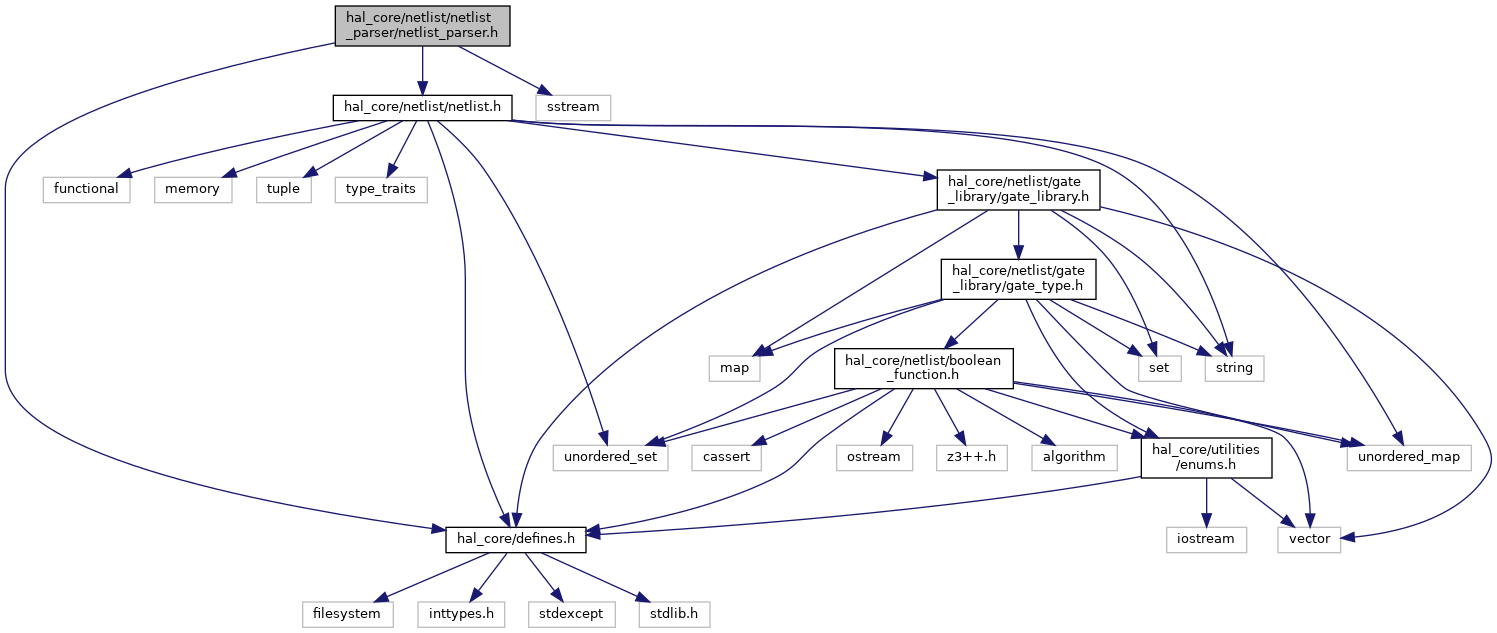 hal_core/netlist/netlist
_parser/netlist_parser.h
hal_core/netlist/netlist.h
sstream
functional
memory
tuple
type_traits
hal_core/netlist/gate
_library/gate_library.h
hal_core/netlist/gate
_library/gate_type.h
map
hal_core/netlist/boolean
_function.h
set
string
unordered_set
cassert
ostream
z3++.h
algorithm
hal_core/utilities
/enums.h
unordered_map
hal_core/defines.h
iostream
vector
filesystem
inttypes.h
stdexcept
stdlib.h